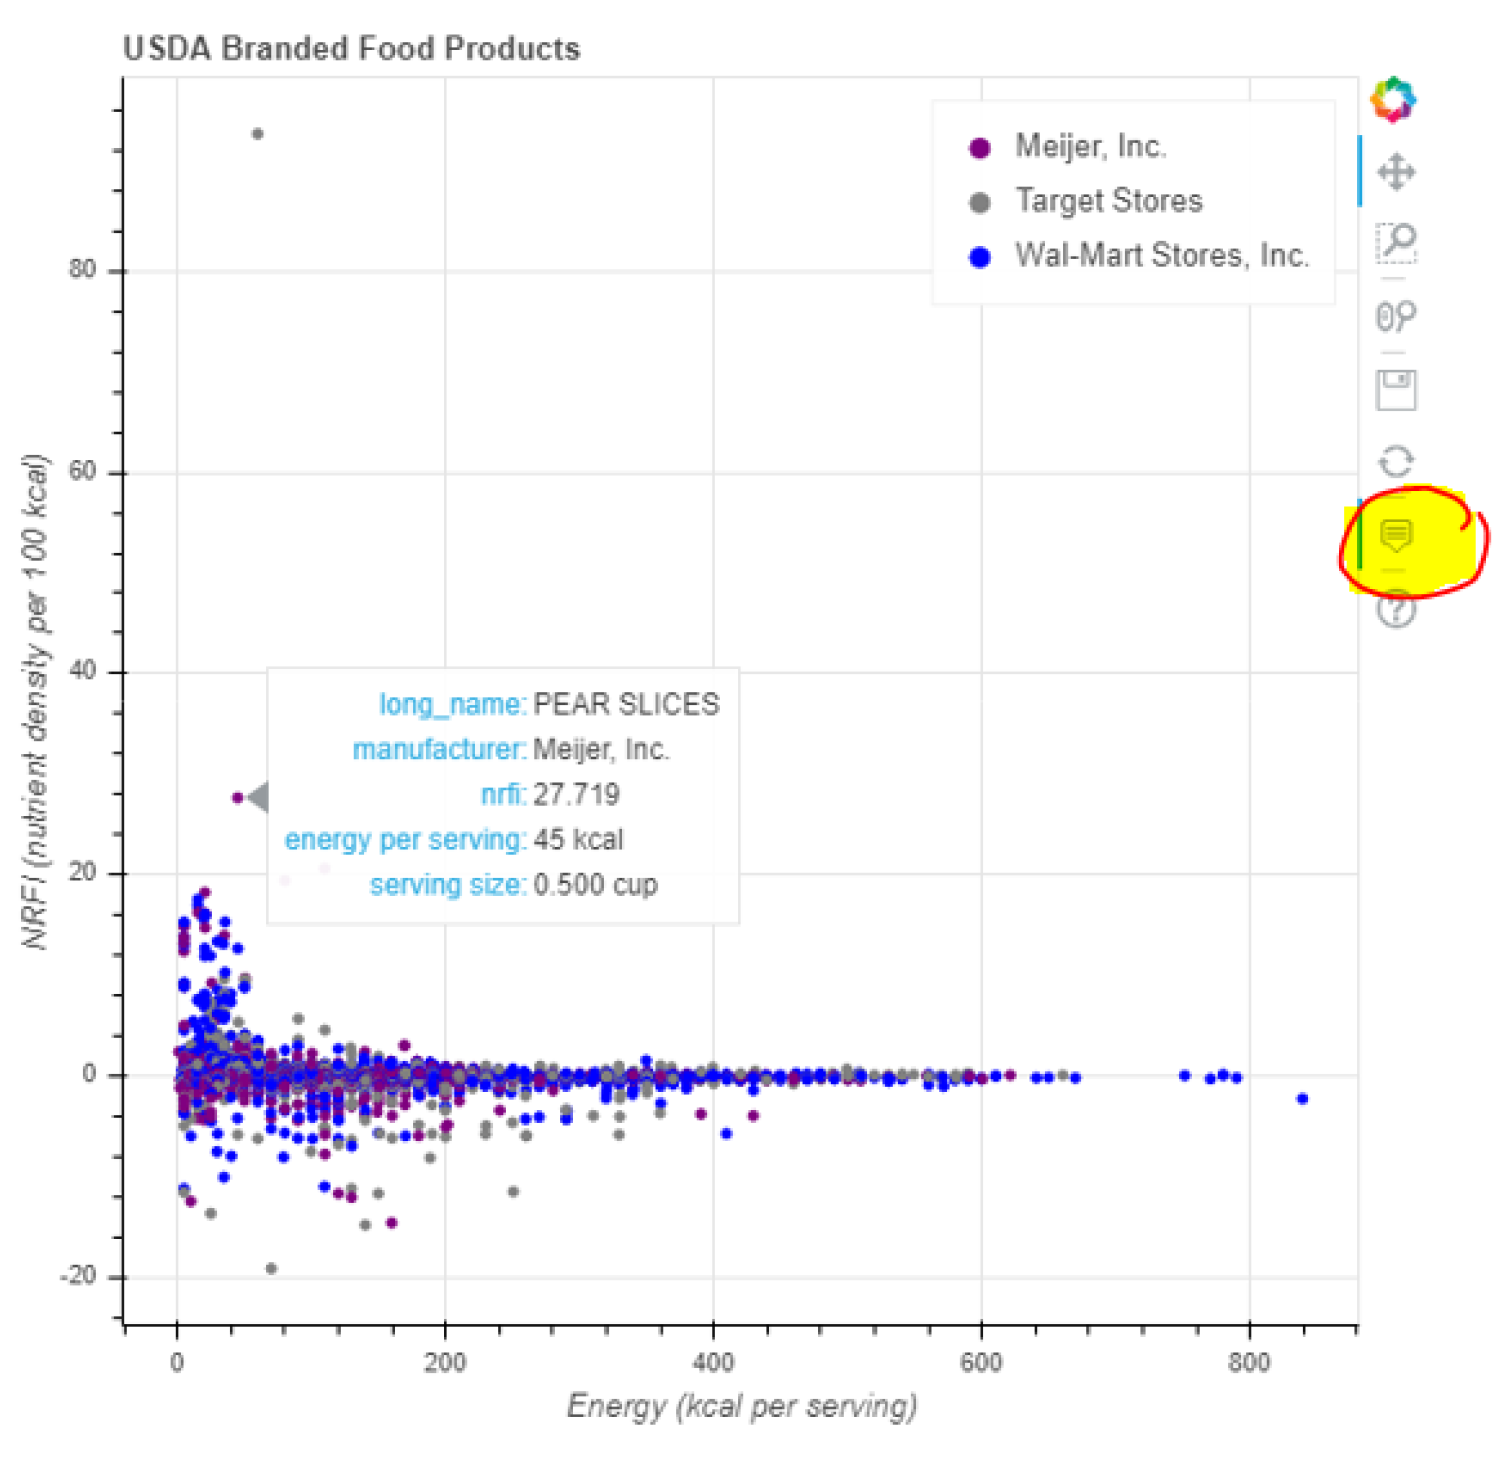 USDA Branded Food Products
Meijer, Inc.
Target Stores
Wal-Mart Stores, Inc.
80
60
40
20
0
-20
NRFI (nutrient density per 100 kcal)
long_name: PEAR SLICES
manufacturer: Meijer, Inc.
nrfi: 27.719
energy per serving: 45 kcal
serving size: 0.500 cup
0 200 400 600 800
Energy (kcal per serving)